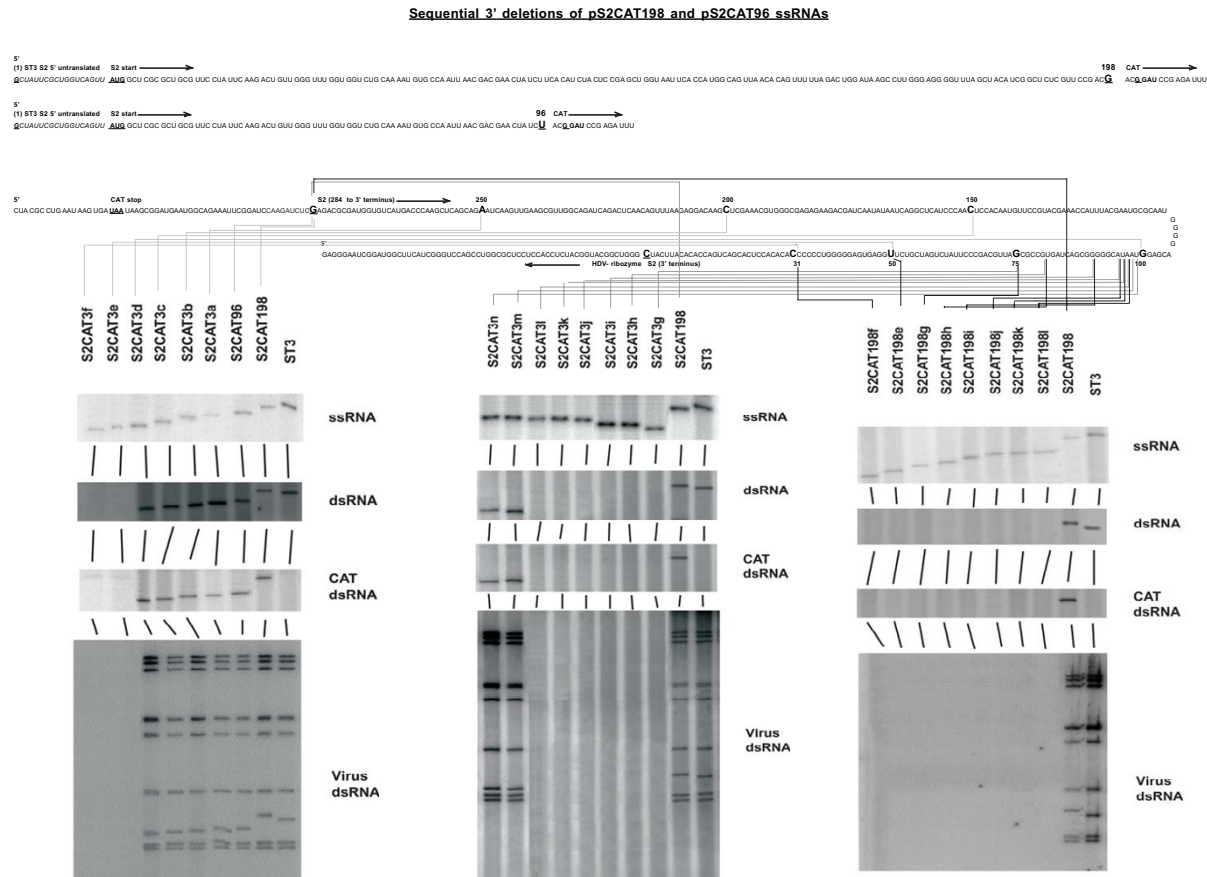 Sequential 3' deletions of pS2CAT198 and pS2CAT96 ssRNAs
5'
(1) ST3 S2 5' untranslated S2 start 198 CAT
GCUAUUCGCUGGUCAGUU AUG GCU CGC GCU GCG UUC CUA UUC AAG ACU GUU GGG UUU GGU GGU CUG CAA AAU GUG CCA AUU AAC GAC GAA CUA UCU UCA CAU CUA CUC CGA GCU GGU AAU UCA CCA UGG CAG UUA ACA CAG UUU UUA GAC UGG AUA AGC CUU GGG AGG GGU UUA GCU ACA UCG GCU CUC GUU CCG ACG ACG GAU CCG AGA UUU
5'
(1) ST3 S2 5' untranslated S2 start 96 CAT
GCUAUUCGCUGGUCAGUU AUG GCU CGC GCU GCG UUC CUA UUC AAG ACU GUU GGG UUU GGU GGU CUG CAA AAU GUG CCA AUU AAC GAC GAA CUA UCU ACG GAU CCG AGA UUU
5' CAT stop S2 (284 to 3' terminus) 250 200 150
CUA CGC CUG AAU AAG UGA UAA UAAGCGGAUGAAUGGCAGAAAUUCGGAUCCAAGAUCUCGAGACGCGAUGGUGUCAUGACCCAAGCUCAGCAGAAUCAAGUUGAAGCGUUGGCAGAUCAGACUCAACAGUUUAAGAGGACAAGCUCGAAACGUGGGCGAGAGAAGACGAUCAAUAUAAUCAGGCUCAUCCCAACUCCACAAUGUUCCGUACGAAACCAUUUACGAAUGCGCAAU
G
G
G
G
3'
GAGGGAAUCGGAUGGCUUCAUCGGGUCCAGCCUGGCGCUCCUCCACCUCUACGGUACGGCUGGG CUACUUACACACCAGUCAGCACUCCACACACCCCCCUGGGGGAGUGAGGUUUCUGCUAGUCUAUUCCCGACGUUAGCGCCGUGAUCAGCGGGGGCAUAAUGGAGCA
HDV- ribozyme S2 (3' terminus) 31 50 75 100
S2CAT3f
S2CAT3e
S2CAT3d
S2CAT3c
S2CAT3b
S2CAT3a
S2CAT96
S2CAT198
ST3
ssRNA
dsRNA
CAT
dsRNA
Virus
dsRNA
S2CAT3n
S2CAT3m
S2CAT3l
S2CAT3k
S2CAT3j
S2CAT3i
S2CAT3h
S2CAT3g
S2CAT198
ST3
ssRNA
dsRNA
CAT
dsRNA
VIrus
dsRNA
S2CAT198f
S2CAT198e
S2CAT198g
S2CAT198h
S2CAT198i
S2CAT198j
S2CAT198k
S2CAT198l
S2CAT198
ST3
ssRNA
dsRNA
CAT
dsRNA
Virus
dsRNA